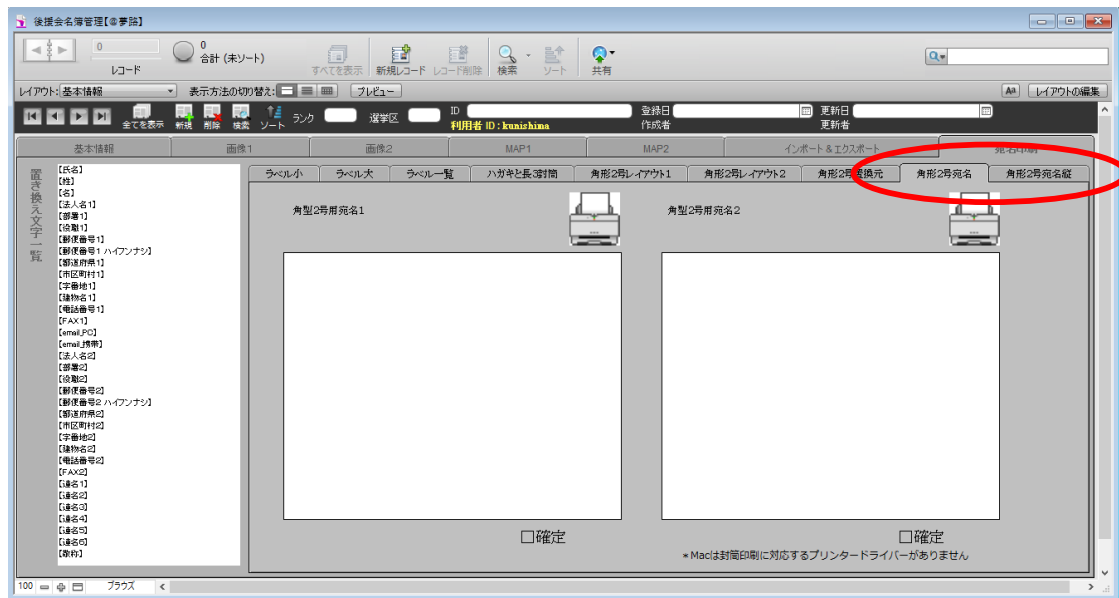 後援会名簿管理【@夢路】
0
レコード
0
合計 (未ソート)
すべてを表示
新規レコード
レコード削除
検索
ソート
共有
レイアウト: 基本情報
表示方法の切り替え:
プレビュー
Aa
レイアウトの編集
全てを表示
新規
削除
検索
ソート
ランク
選挙区
ID
利用者 ID : kunishima
登録日
作成者
更新日
更新者
基本情報
画像1
画像2
MAP1
MAP2
インポート & エクスポート
宛名印刷
置き換え文字一覧
【氏名】
【姓】
【名】
【法人名1】
【部署1】
【役職1】
【郵便番号1】
【郵便番号1 ハイフンナシ】
【都道府県1】
【市区町村1】
【字番地1】
【建物名1】
【電話番号1】
【FAX1】
【email_PC】
【email_携帯】
【法人名2】
【部署2】
【役職2】
【郵便番号2】
【郵便番号2 ハイフンナシ】
【都道府県2】
【市区町村2】
【字番地2】
【建物名2】
【電話番号2】
【FAX2】
【連名1】
【連名2】
【連名3】
【連名4】
【連名5】
【連名6】
【敬称】
ラベル小
ラベル大
ラベル一覧
ハガキと長3封筒
角形2号レイアウト1
角形2号レイアウト2
角形2号置換元
角形2号宛名
角形2号宛名縦
角型2号用宛名1
角型2号用宛名2
確定
確定
*Macは封筒印刷に対応するプリンタードライバーがありません
100
ブラウズ